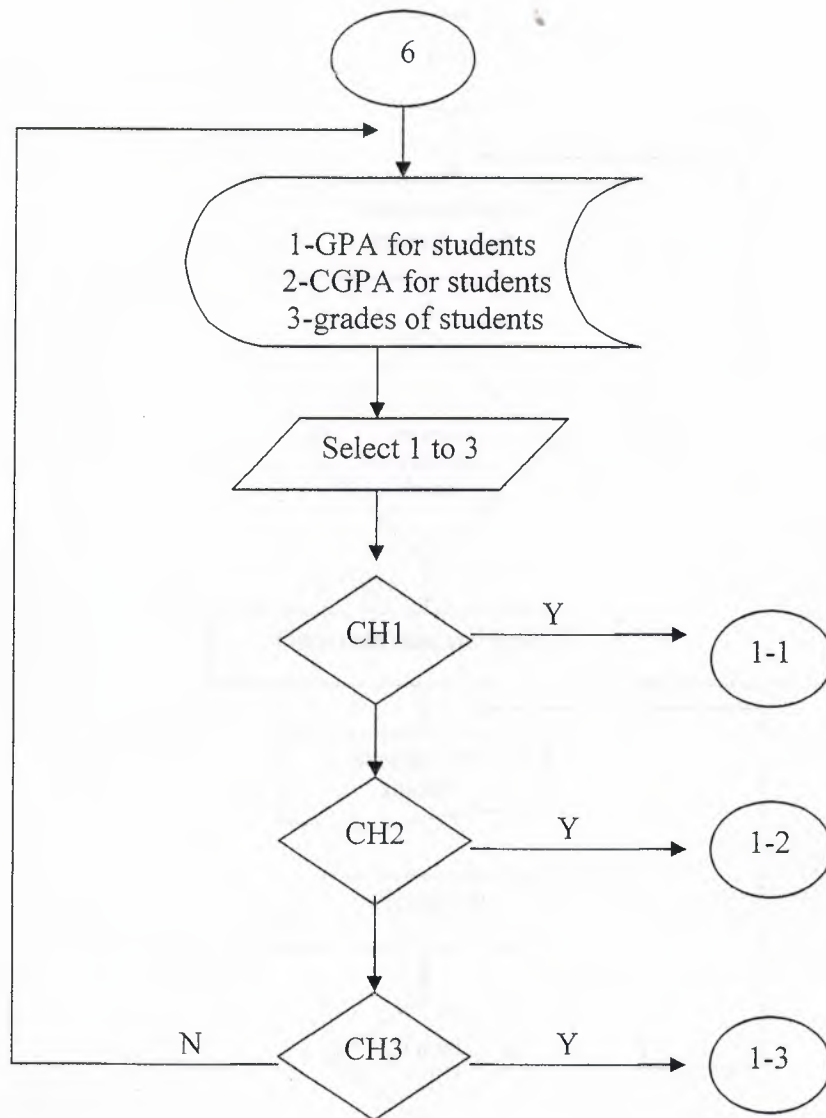 6
1-GPA for students
2-CGPA for students
3-grades of students
Select 1 to 3
CH1
Y
1-1
CH2
Y
1-2
N
CH3
Y
1-3